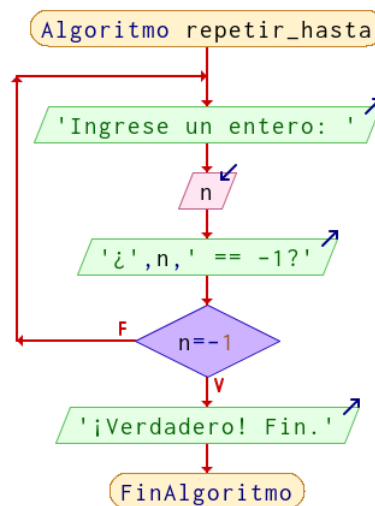 Algoritmo repetir_hasta
'Ingrese un entero: '
n
'¿',n,' == -1?'
F
n=-1
V
'¡Verdadero! Fin.'
FinAlgoritmo